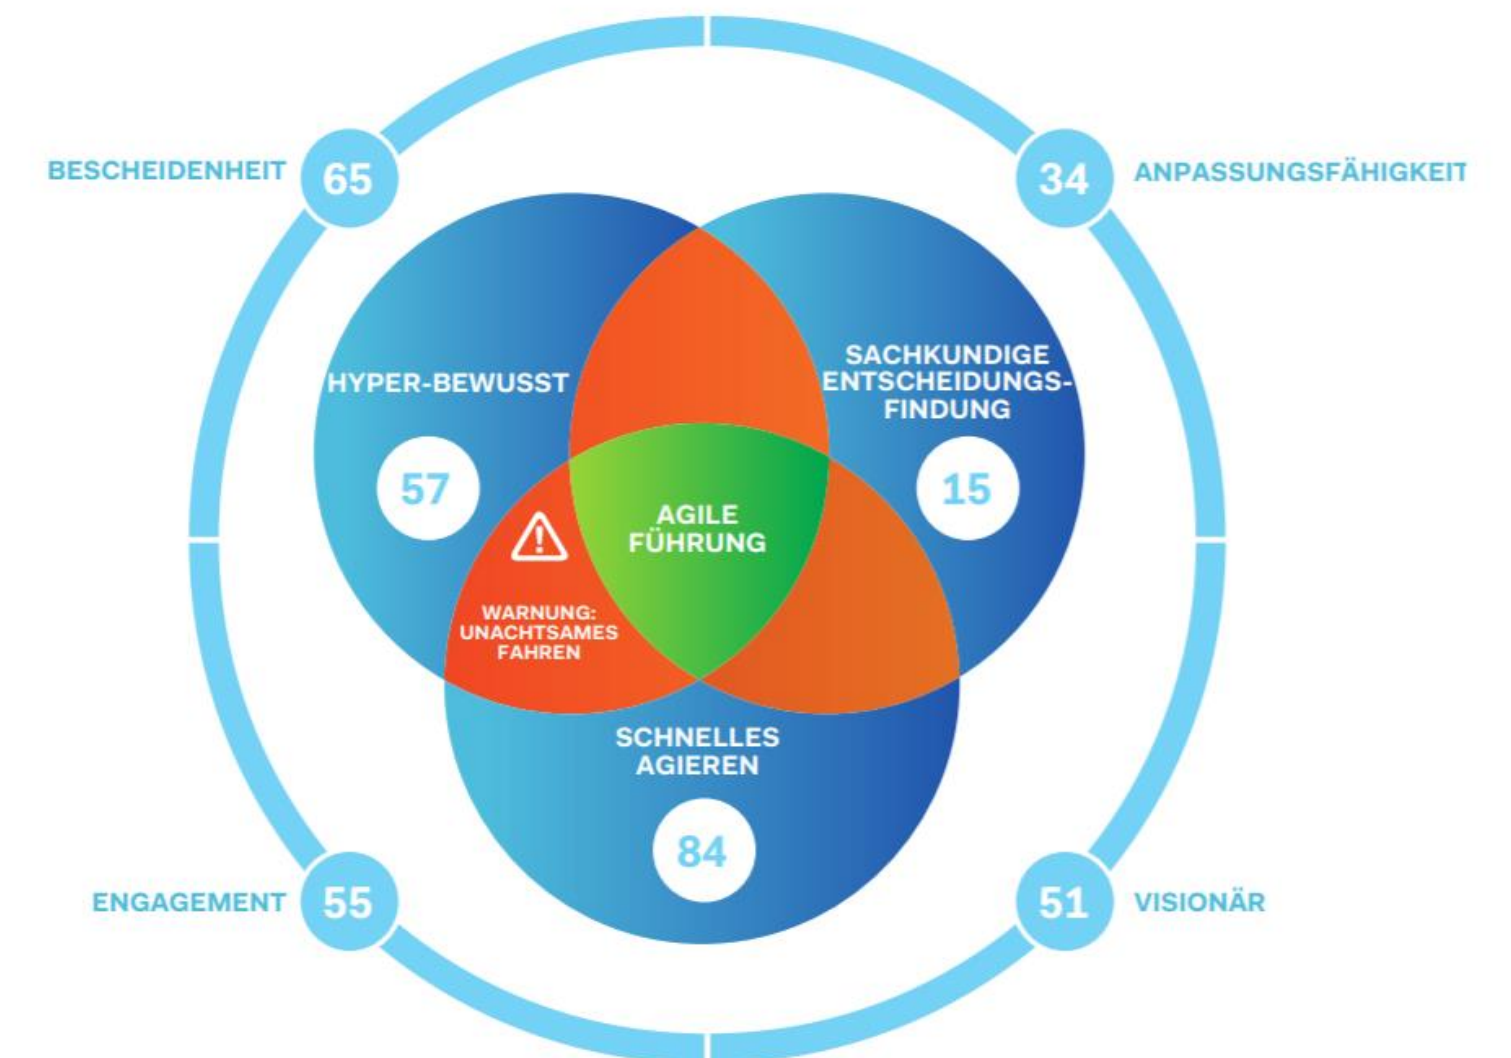 BESCHEIDENHEIT
65
34
ANPASSUNGSFÄHIGKEIT
HYPER-BEWUSST
57
SACHKUNDIGE
ENTSCHEIDUNGS-
FINDUNG
15
AGILE
FÜHRUNG
WARNUNG:
UNACHTSAMES
FAHREN
SCHNELLES
AGIEREN
84
ENGAGEMENT
55
51
VISIONÄR